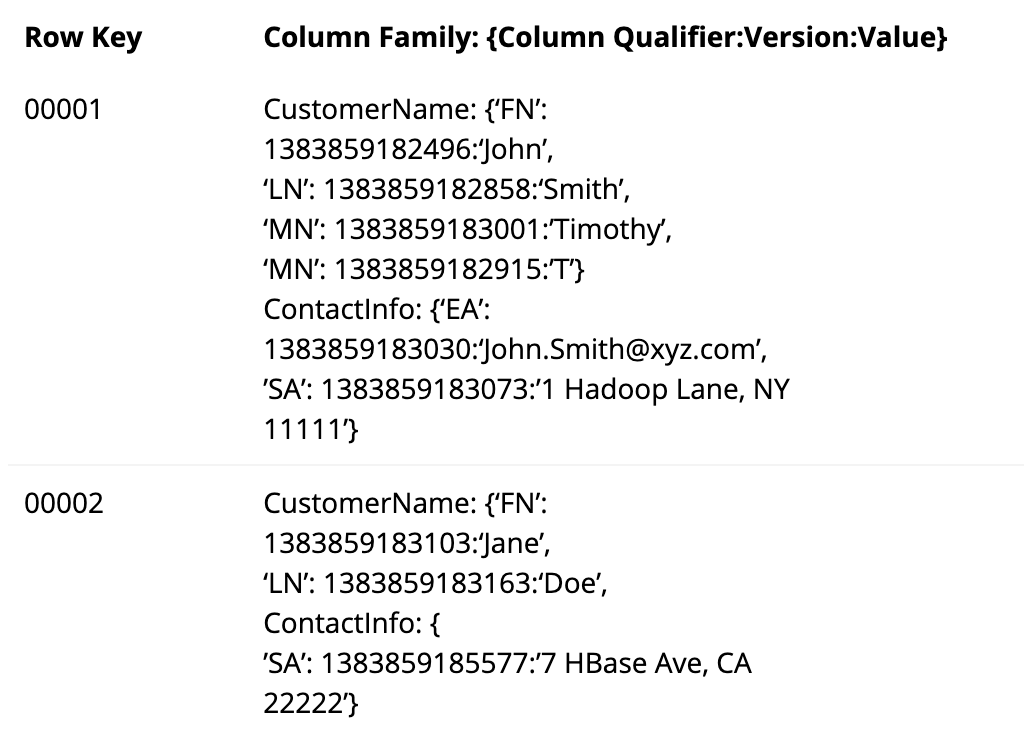 Row Key Column Family: {Column Qualifier:Version:Value}
00001 CustomerName: {‘FN’:
1383859182496:‘John’,
‘LN’: 1383859182858:‘Smith’,
‘MN’: 1383859183001:’Timothy’,
‘MN’: 1383859182915:’T’}
ContactInfo: {‘EA’:
1383859183030:‘John.Smith@xyz.com’,
’SA’: 1383859183073:’1 Hadoop Lane, NY
11111’}
00002 CustomerName: {‘FN’:
1383859183103:‘Jane’,
‘LN’: 1383859183163:‘Doe’,
ContactInfo: {
’SA’: 1383859185577:’7 HBase Ave, CA
22222’}